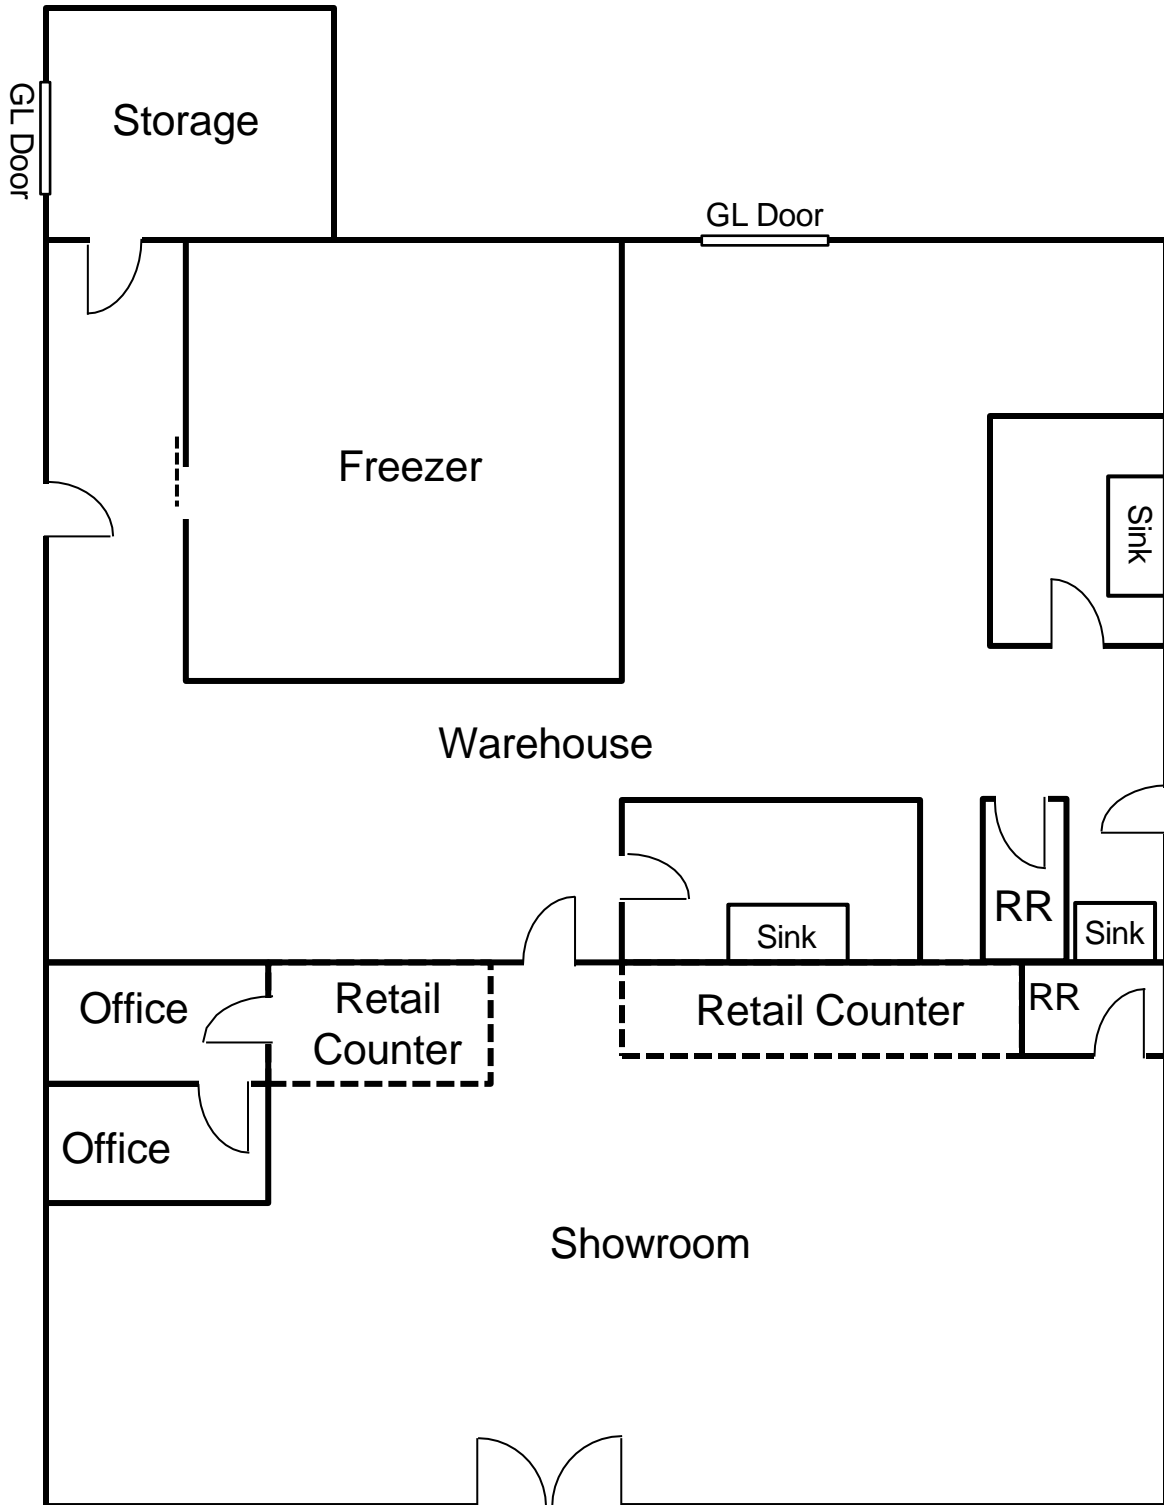 Storage
GL Door
GL Door
Freezer
Sink
Warehouse
RR
Sink
Sink
Office
Retail
Counter
Retail Counter
RR
Office
Showroom